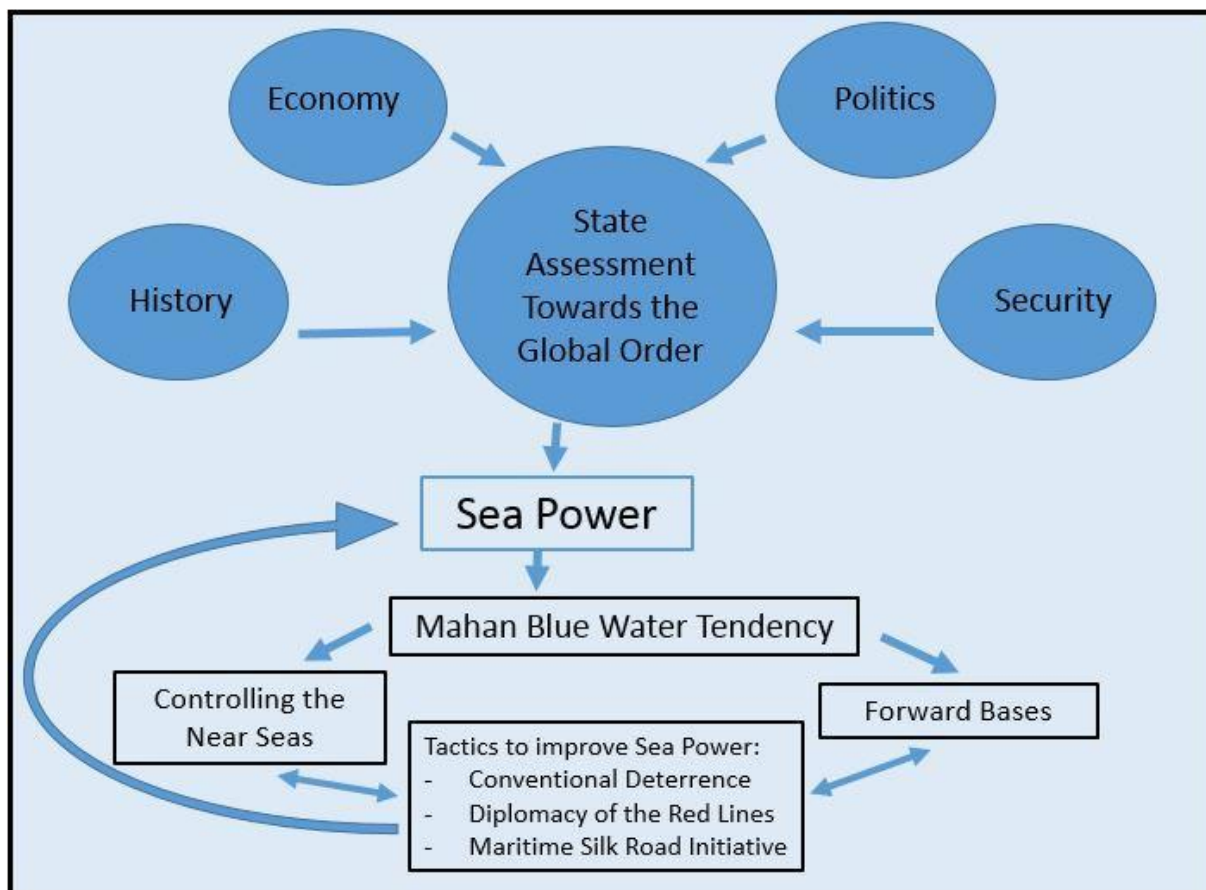 Economy
Politics
History
State
Assessment
Towards the
Global Order
Security
Sea Power
Mahan Blue Water Tendency
Controlling the
Near Seas
Forward Bases
Tactics to improve Sea Power:
- Conventional Deterrence
- Diplomacy of the Red Lines
- Maritime Silk Road Initiative